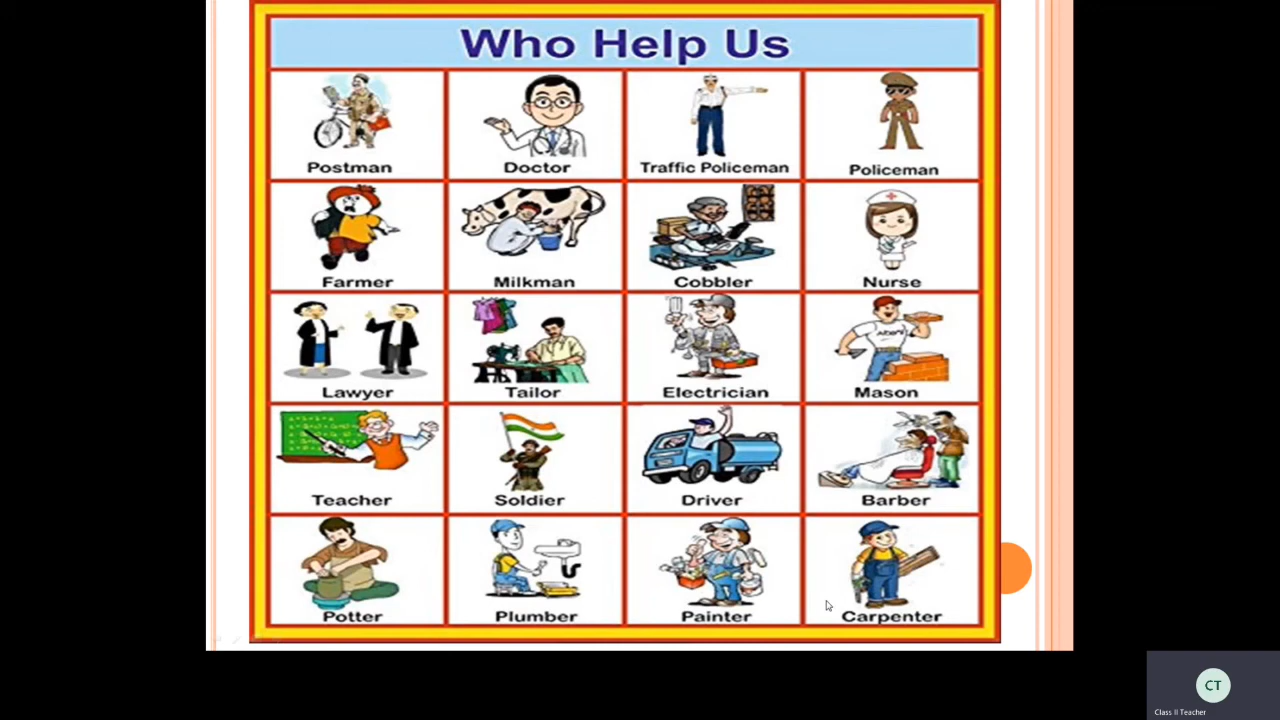 Who Help Us
Postman Doctor Traffic Policeman Policeman
Farmer Milkman Cobbler Nurse
Lawyer Tailor Electrician Mason
Teacher Soldier Driver Barber
Potter Plumber Painter Carpenter
CT
Class II Teacher